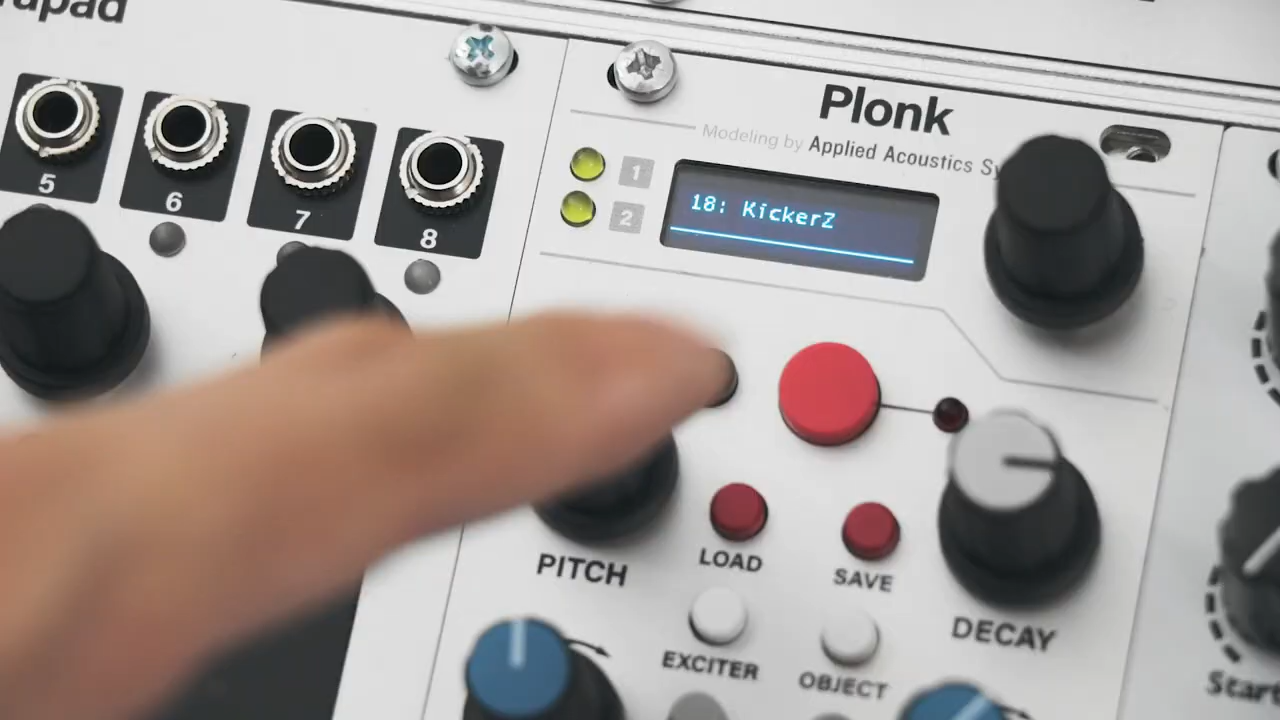 5
6
7
8
Plonk
Modeling by Applied Acoustics
1
2
18: KickerZ
PITCH
LOAD
SAVE
DECAY
EXCITER
OBJECT
Start